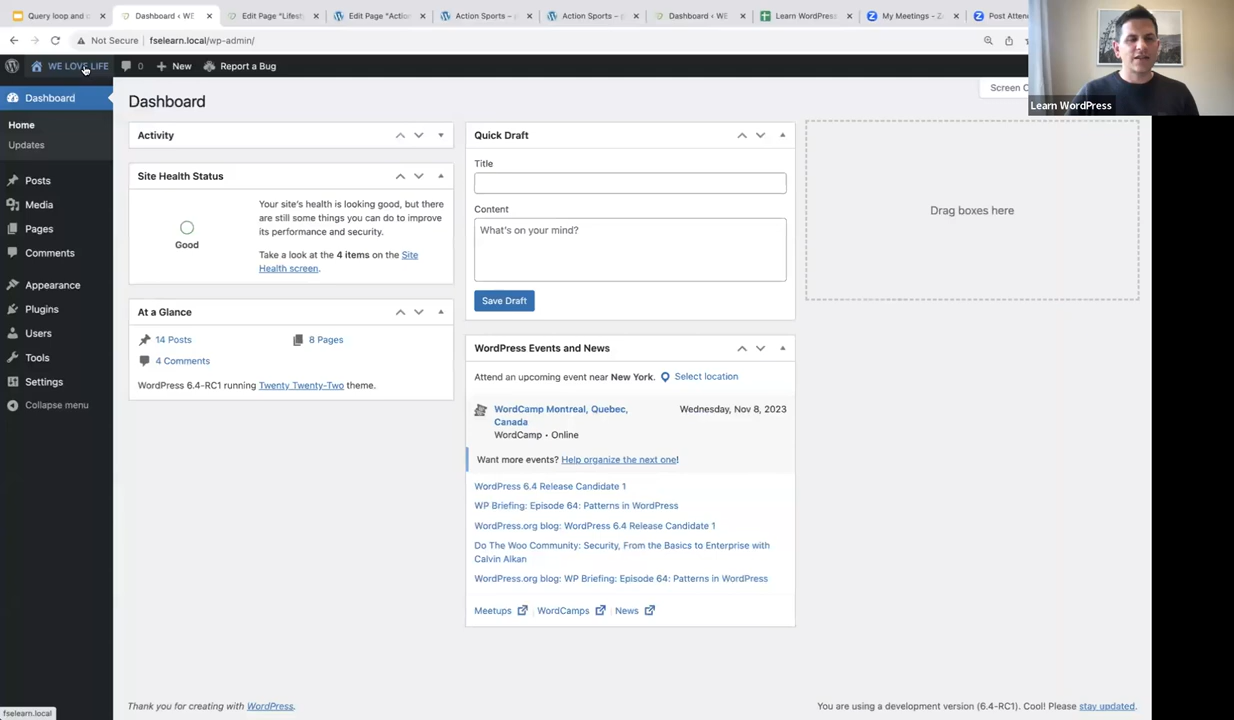 Query loop and c
Dashboard ‹ WE
Edit Page "Lifest
Edit Page "Action
Action Sports –
Action Sports –
Dashboard ‹ WE
Learn WordPress
My Meetings - Z
Post Attend
Not Secure
fselearn.local/wp-admin/
WE LOVE LIFE
0
New
Report a Bug
Learn WordPress
Dashboard
Home
Updates
Posts
Media
Pages
Comments
Appearance
Plugins
Users
Tools
Settings
Collapse menu
Dashboard
Screen O
Activity
Site Health Status
Good
Your site's health is looking good, but there
are still some things you can do to improve
its performance and security.
Take a look at the 4 items on the Site
Health screen.
At a Glance
14 Posts
8 Pages
4 Comments
WordPress 6.4-RC1 running Twenty Twenty-Two theme.
Quick Draft
Title
Content
What's on your mind?
Save Draft
WordPress Events and News
Attend an upcoming event near New York.
Select location
WordCamp Montreal, Quebec,
Canada
WordCamp • Online
Wednesday, Nov 8, 2023
Want more events? Help organize the next one!
WordPress 6.4 Release Candidate 1
WP Briefing: Episode 64: Patterns in WordPress
WordPress.org blog: WordPress 6.4 Release Candidate 1
Do The Woo Community: Security, From the Basics to Enterprise with
Calvin Alkan
WordPress.org blog: WP Briefing: Episode 64: Patterns in WordPress
Meetups
WordCamps
News
Drag boxes here
Thank you for creating with WordPress.
You are using a development version (6.4-RC1). Cool! Please stay updated.
fselearn.local